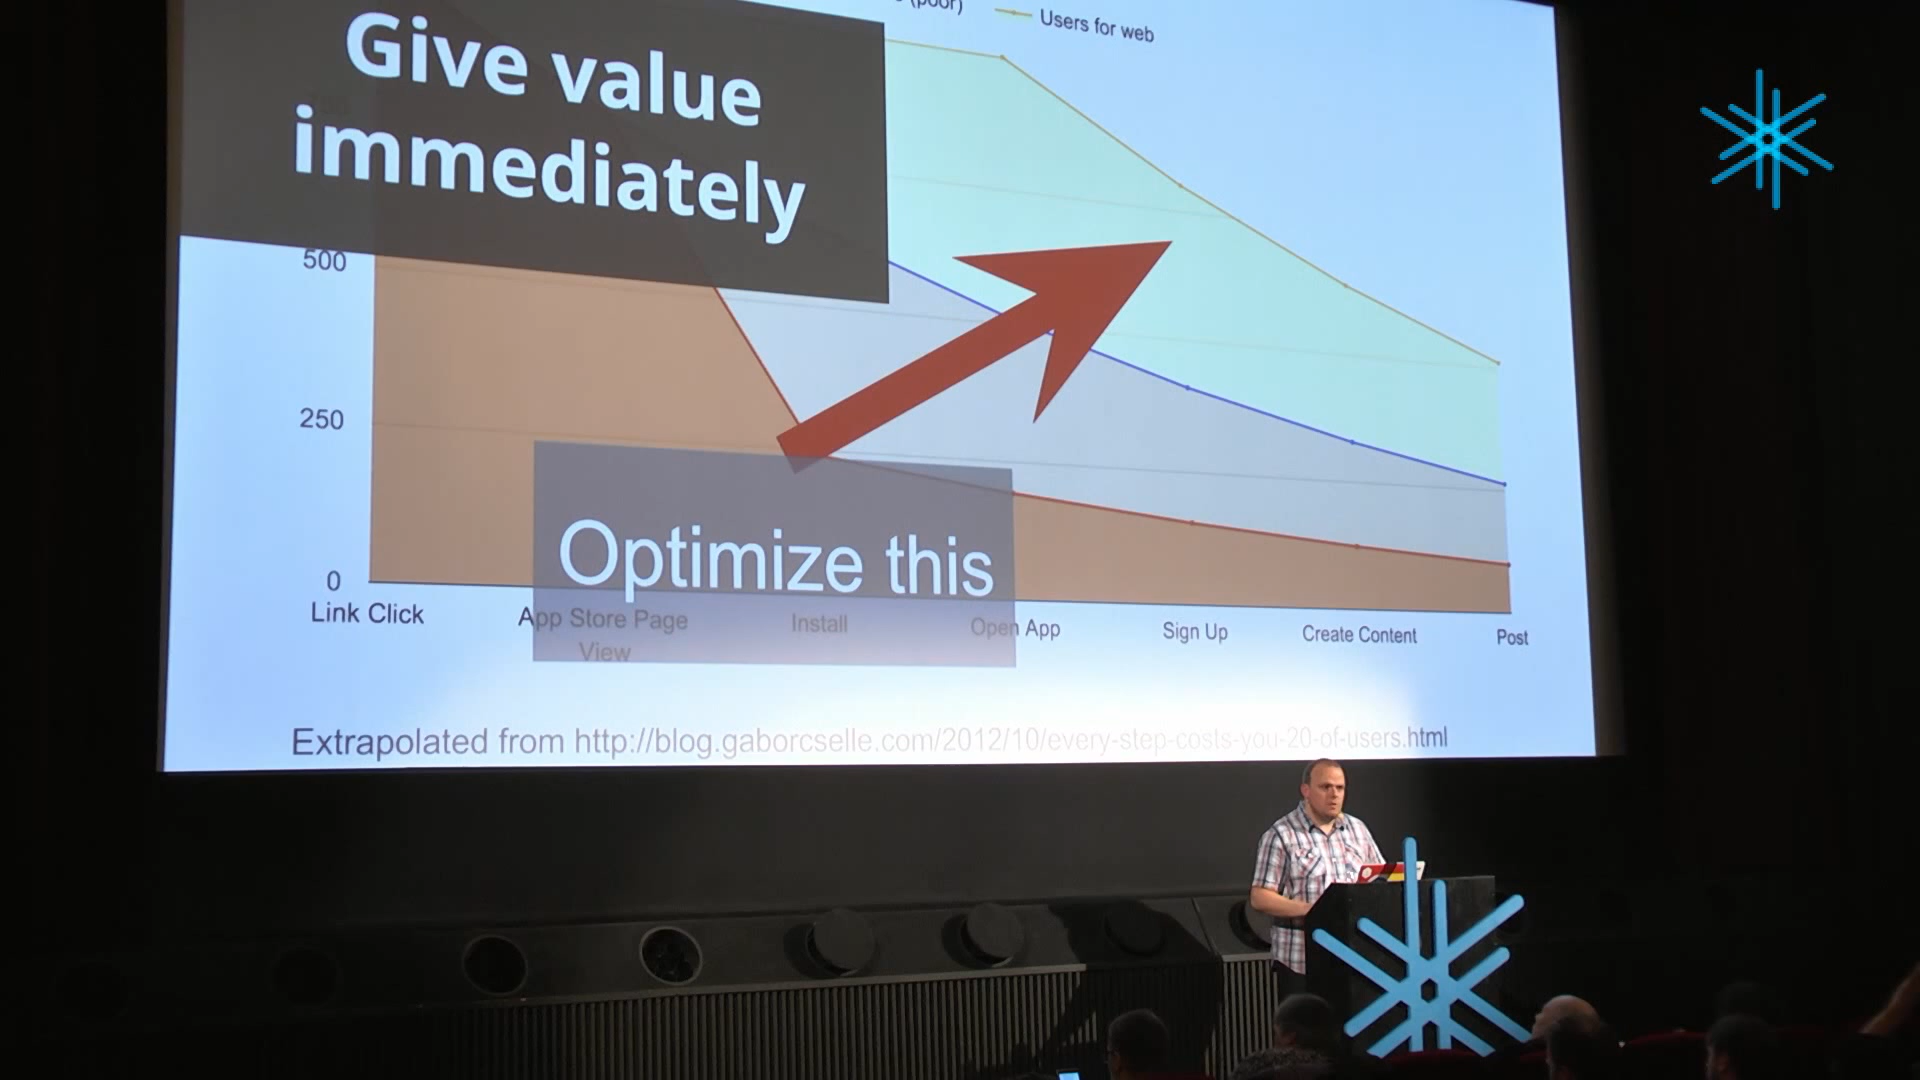 (poor)
Users for web
Give value
immediately
500
250
0
Optimize this
Link Click
App Store Page
View
Install
Open App
Sign Up
Create Content
Post
Extrapolated from http://blog.gaborcselle.com/2012/10/every-step-costs-you-20-of-users.html